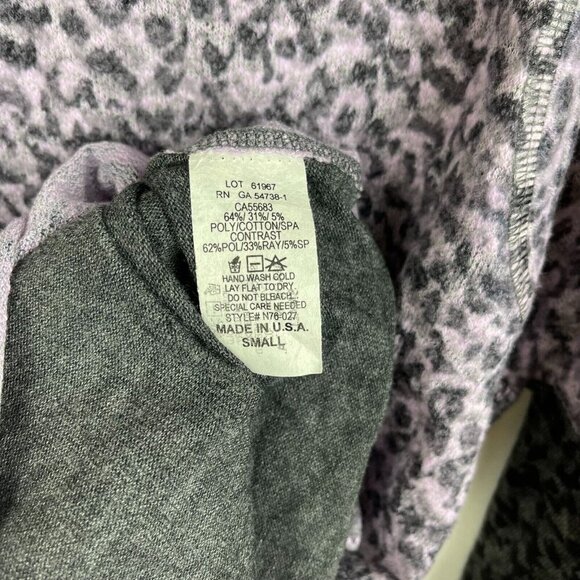 LOT 61967
RN GA 54738-1
CA55683
64%/ 31%/ 5%
POLY/COTTON/SPA
CONTRAST
62%POL/33%RAY/5%SP
HAND WASH COLD
LAY FLAT TO DRY
DO NOT BLEACH
SPECIAL CARE NEEDED
STYLE# N76-027
MADE IN U.S.A.
SMALL